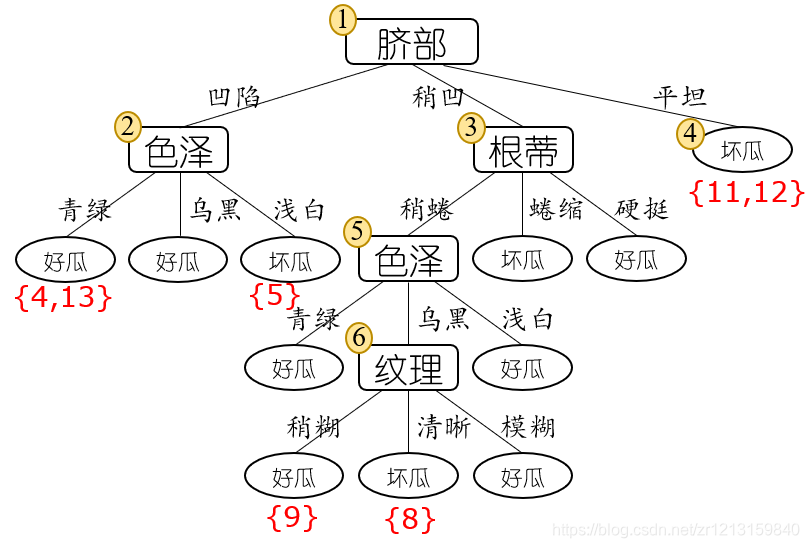 1
脐部
凹陷 稍凹 平坦
2 色泽 3 根蒂 4 坏瓜
{11,12}
青绿 乌黑 浅白 稍蜷 蜷缩 硬挺
好瓜 好瓜 坏瓜 5 色泽 坏瓜 好瓜
{4,13} {5}
青绿 乌黑 浅白
好瓜 6 纹理 好瓜
稍糊 清晰 模糊
好瓜 坏瓜 好瓜
{9} {8}
https://blog.csdn.net/zr1213159840